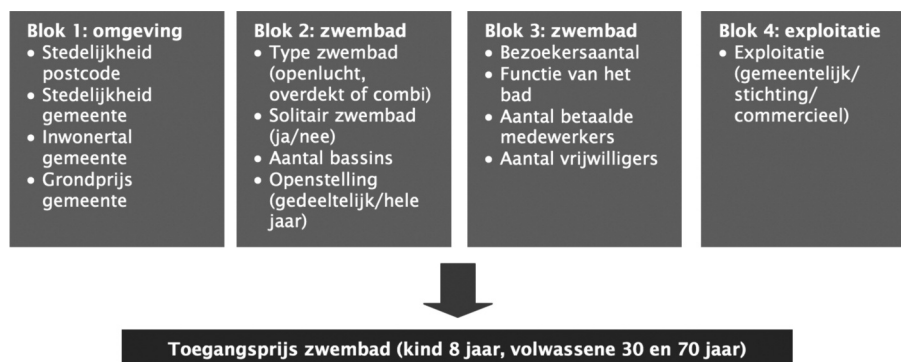 Blok 1: omgeving
• Stedelijkheid
postcode
• Stedelijkheid
gemeente
• Inwonertal
gemeente
• Grondprijs
gemeente
Blok 2: zwembad
• Type zwembad
(openlucht,
overdekt of combi)
• Solitair zwembad
(ja/nee)
• Aantal bassins
• Openstelling
(gedeeltelijk/hele
jaar)
Blok 3: zwembad
• Bezoekersaantal
• Functie van het
bad
• Aantal betaalde
medewerkers
• Aantal vrijwilligers
Blok 4: exploitatie
• Exploitatie
(gemeentelijk/
stichting/
commercieel)
Toegangsprijs zwembad (kind 8 jaar, volwassene 30 en 70 jaar)